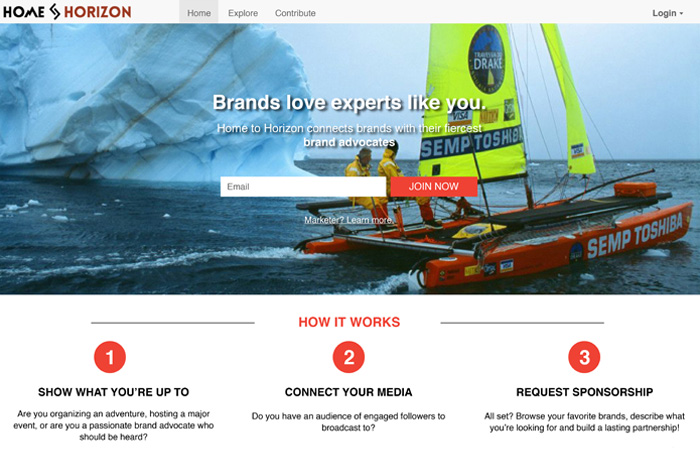 HOME HORIZON
Home Explore Contribute Login
Brands love experts like you.
Home to Horizon connects brands with their fiercest
brand advocates
Email JOIN NOW
Marketer? Learn more.
TRAVESSIA DO
DRAKE
VISA
SEMP TOSHIBA
SEMP TOSHIBA
VISA
HOW IT WORKS
1
SHOW WHAT YOU'RE UP TO
Are you organizing an adventure, hosting a major
event, or are you a passionate brand advocate who
should be heard?
2
CONNECT YOUR MEDIA
Do you have an audience of engaged followers to
broadcast to?
3
REQUEST SPONSORSHIP
All set? Browse your favorite brands, describe what
you're looking for and build a lasting partnership!